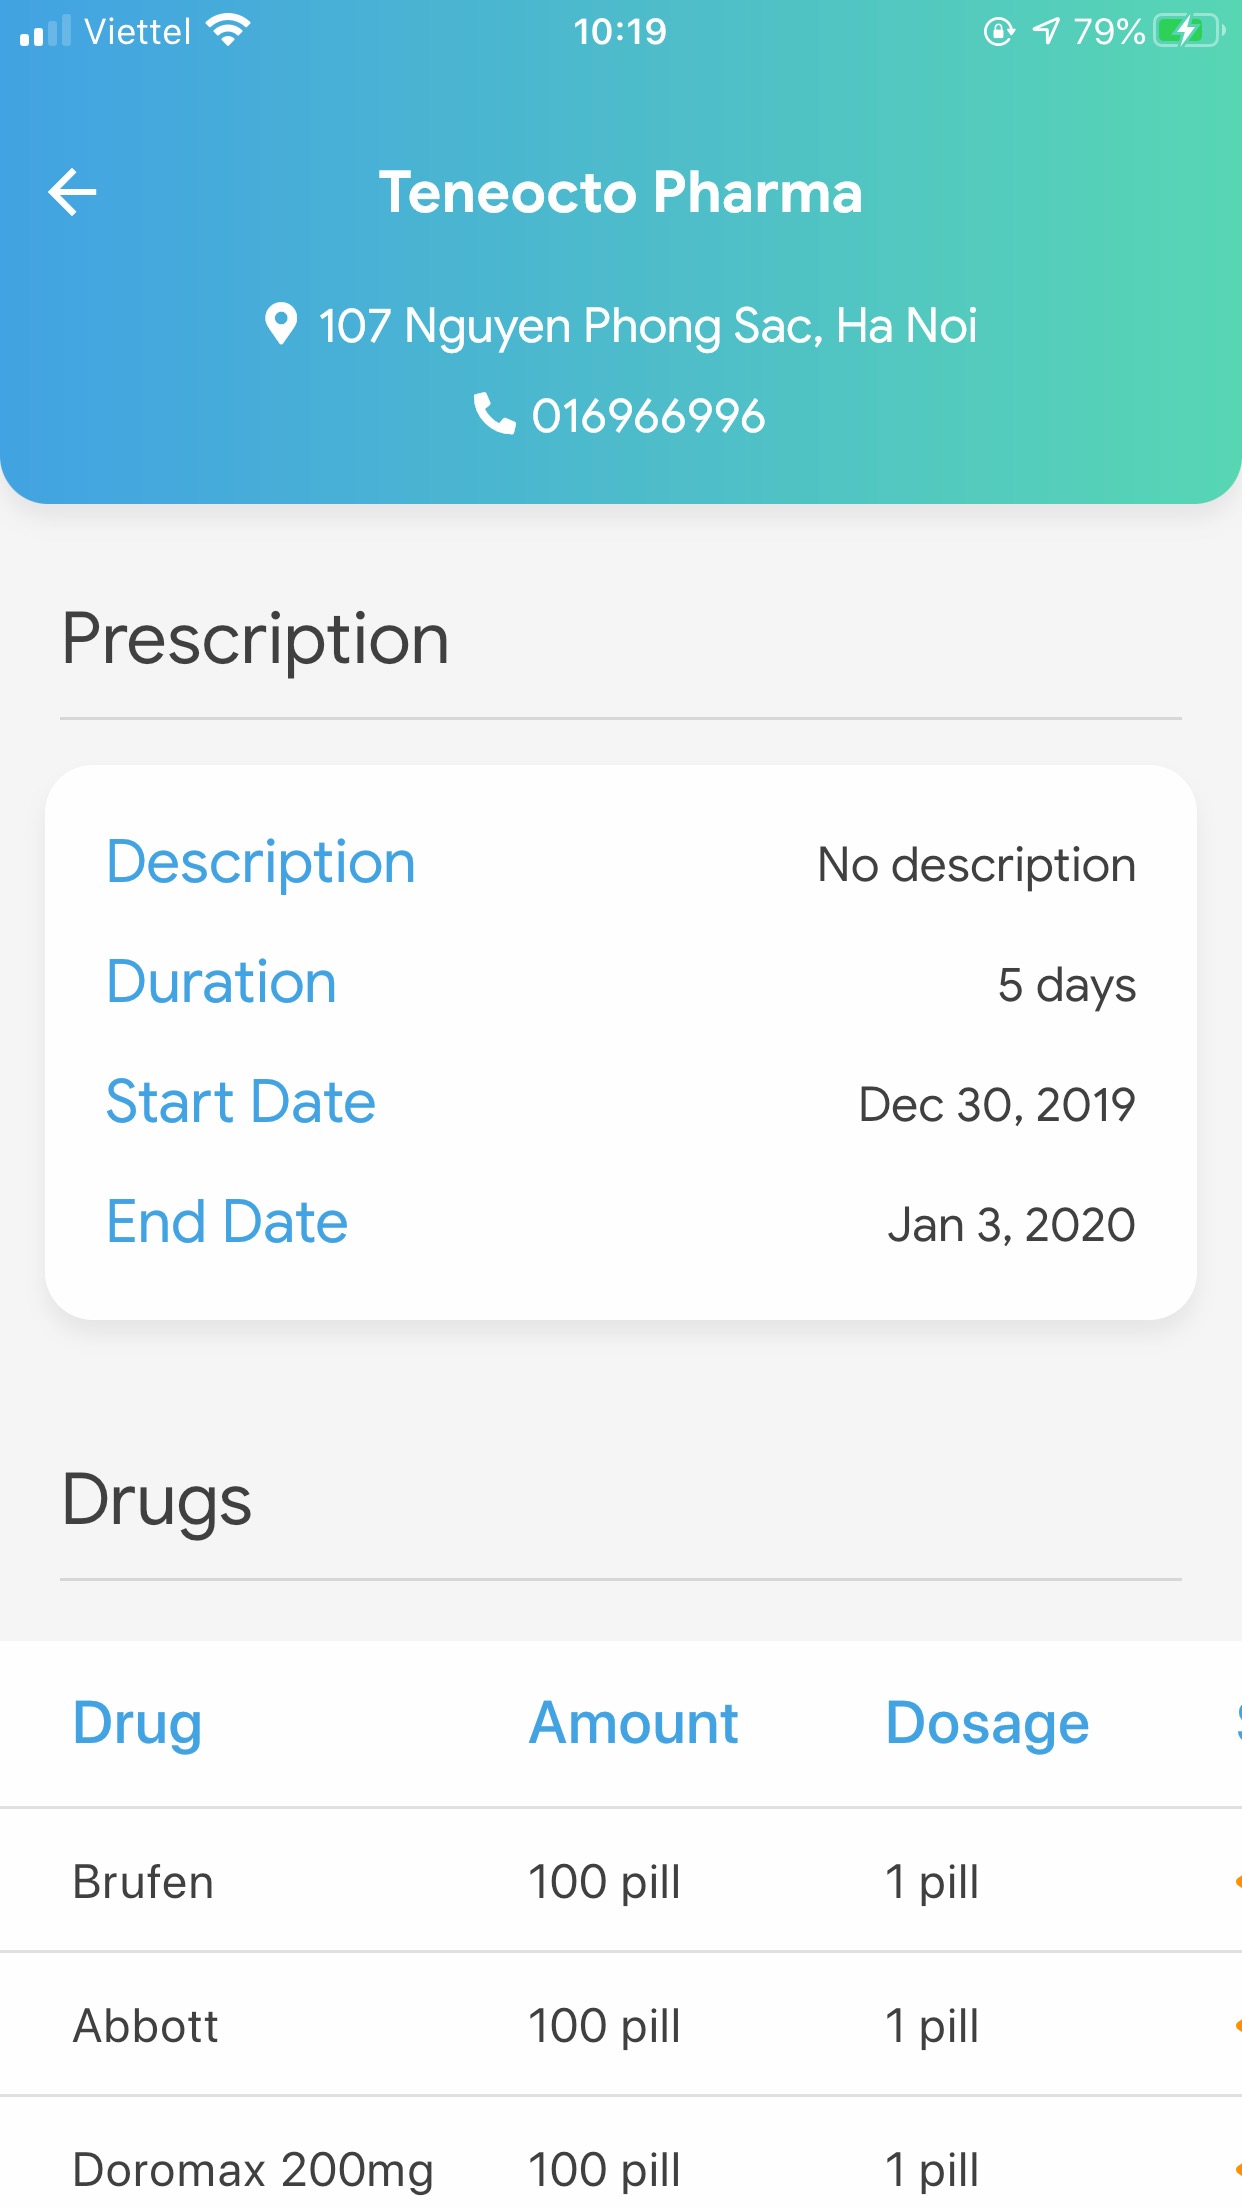 Viettel 10:19 79%
Teneocto Pharma
107 Nguyen Phong Sac, Ha Noi
016966996
Prescription
Description No description
Duration 5 days
Start Date Dec 30, 2019
End Date Jan 3, 2020
Drugs
Drug Amount Dosage
Brufen 100 pill 1 pill
Abbott 100 pill 1 pill
Doromax 200mg 100 pill 1 pill